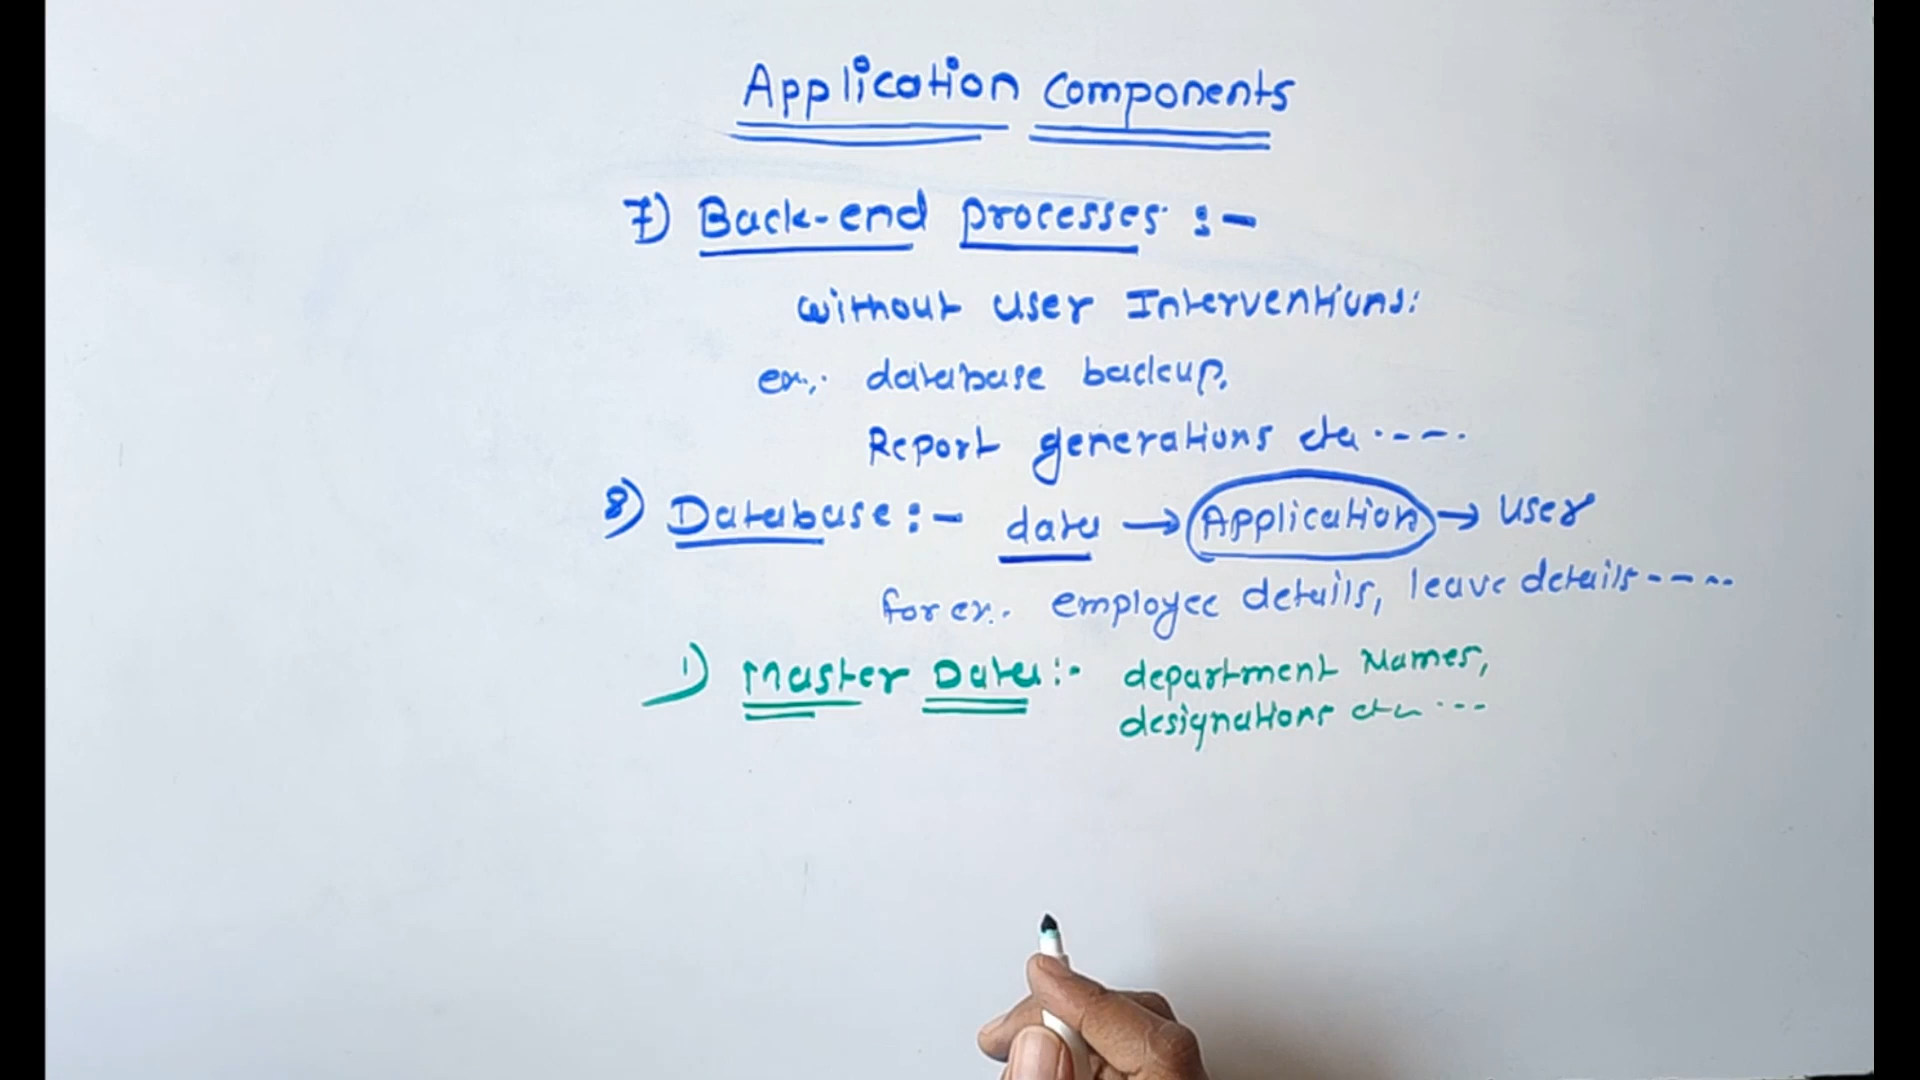 Application Components
7) Back-end processes :-
without user Interventions:
ex:. database backup.
Report generations etc ----.
8) Database :- data → Application → user
for ex:. employee details, leave details ----..
1) Master Data :- department Names,
designations etc ----